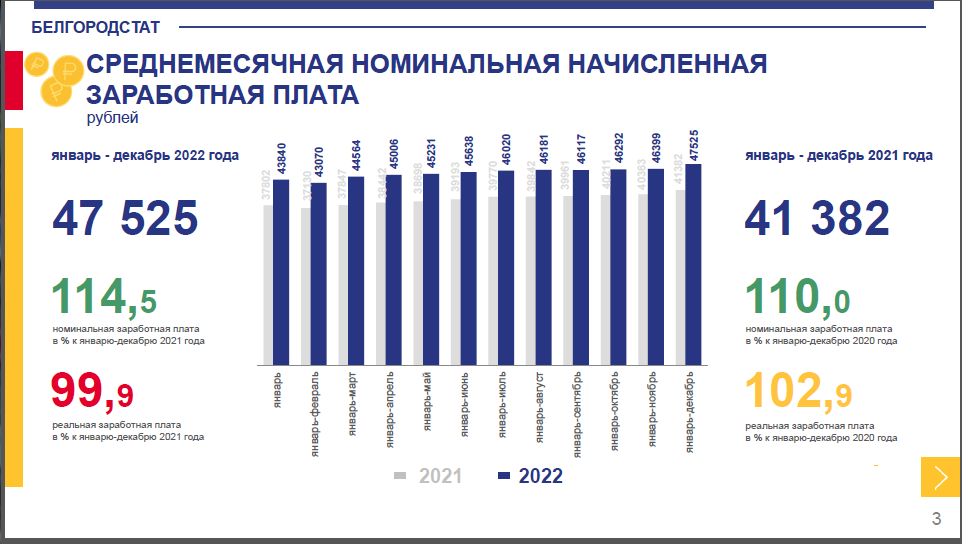 БЕЛГОРОДСТАТ
СРЕДНЕМЕСЯЧНАЯ НОМИНАЛЬНАЯ НАЧИСЛЕННАЯ
ЗАРАБОТНАЯ ПЛАТА
рублей
январь - декабрь 2022 года
47 525
114,5
номинальная заработная плата
в % к январю-декабрю 2021 года
99,9
реальная заработная плата
в % к январю-декабрю 2021 года
37802
43840
37130
43070
37847
44564
38442
45006
38698
45231
39193
45638
39770
46020
39842
46181
39961
46117
40211
46292
40363
46399
41382
47525
январь
январь-февраль
январь-март
январь-апрель
январь-май
январь-июнь
январь-июль
январь-август
январь-сентябрь
январь-октябрь
январь-ноябрь
январь-декабрь
2021
2022
январь - декабрь 2021 года
41 382
110,0
номинальная заработная плата
в % к январю-декабрю 2020 года
102,9
реальная заработная плата
в % к январю-декабрю 2020 года
3